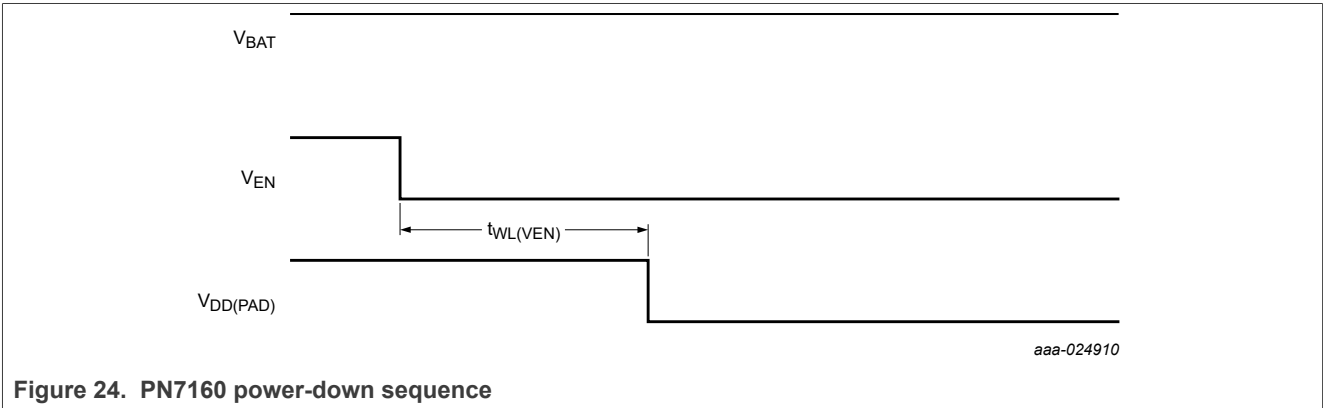 VBAT
VEN
tWL(VEN)
VDD(PAD)
aaa-024910
Figure 24. PN7160 power-down sequence